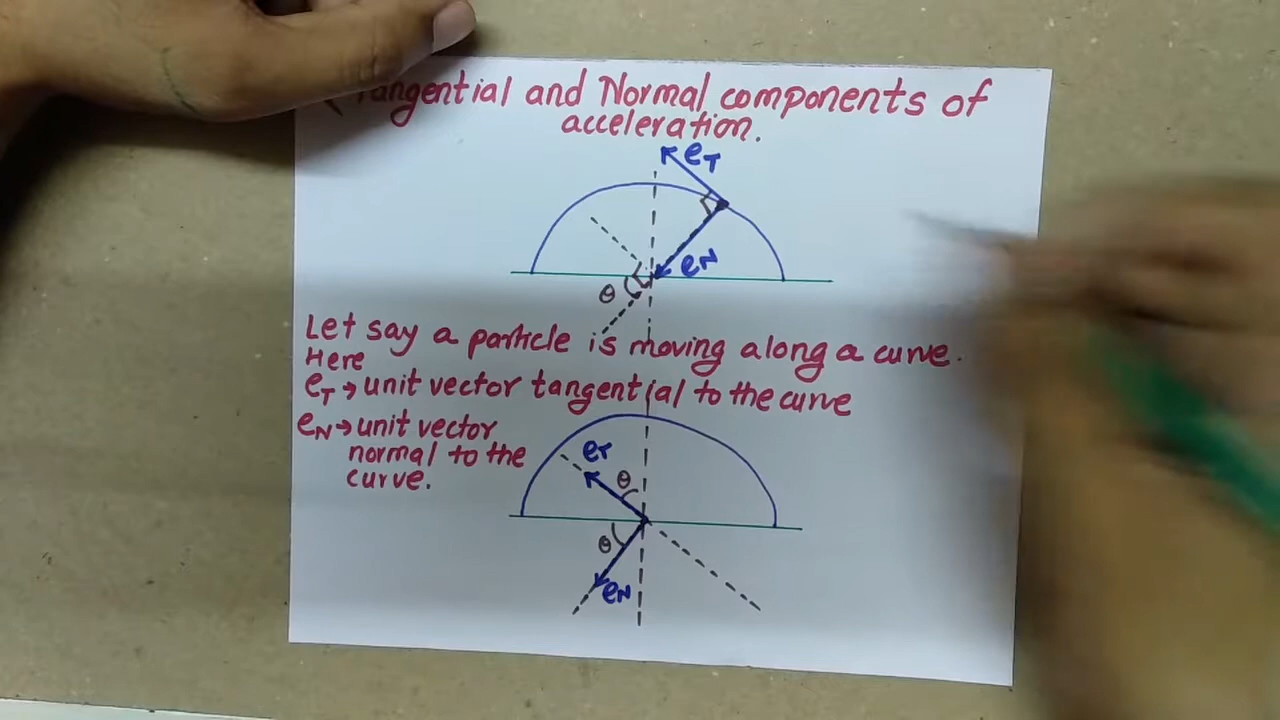 Tangential and Normal components of
acceleration.
eT
eN
θ
Let say a particle is moving along a curve.
Here
eT → unit vector tangential to the curve
eN → unit vector
normal to the
curve.
eT
θ
θ
eN